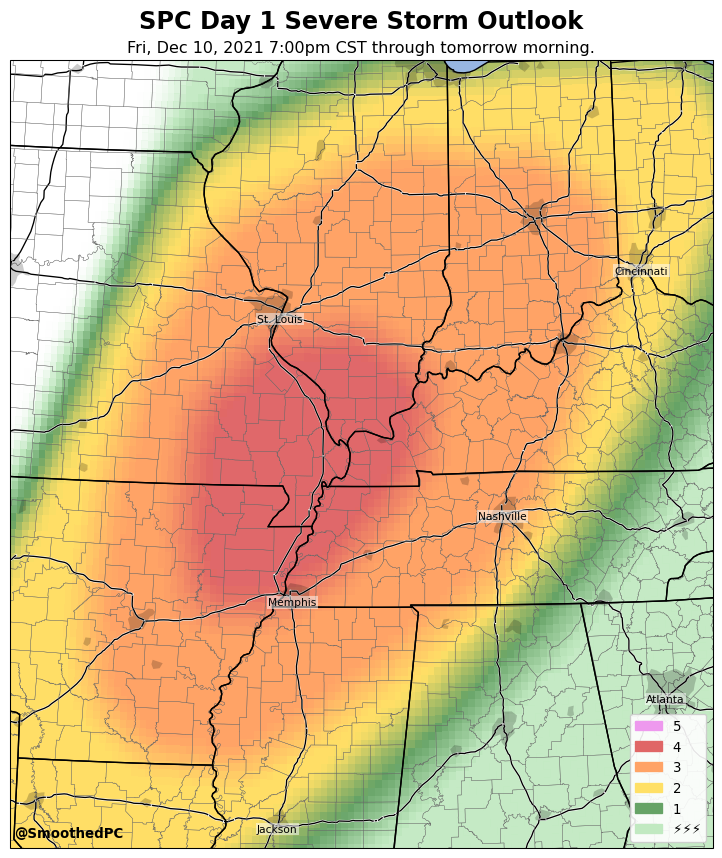 SPC Day 1 Severe Storm Outlook
Fri, Dec 10, 2021 7:00pm CST through tomorrow morning.
Cincinnati
St. Louis
Nashville
Memphis
Atlanta
5
4
3
2
1
⚡⚡⚡
Jackson
@SmoothedPC